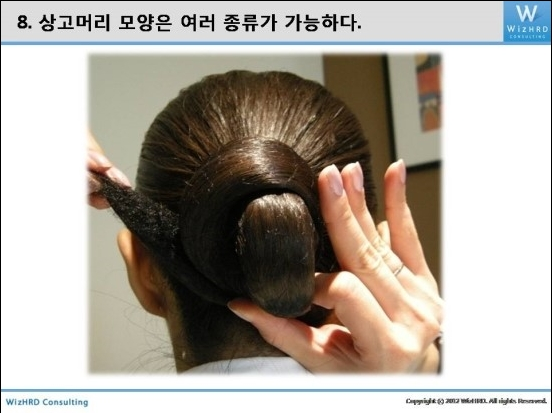 8. 상고머리 모양은 여러 종류가 가능하다.
W
WIZHRD
CONSULTING
WizHRD Consulting
Copyright (c) 2012 WizHRD. All rights Reserved.